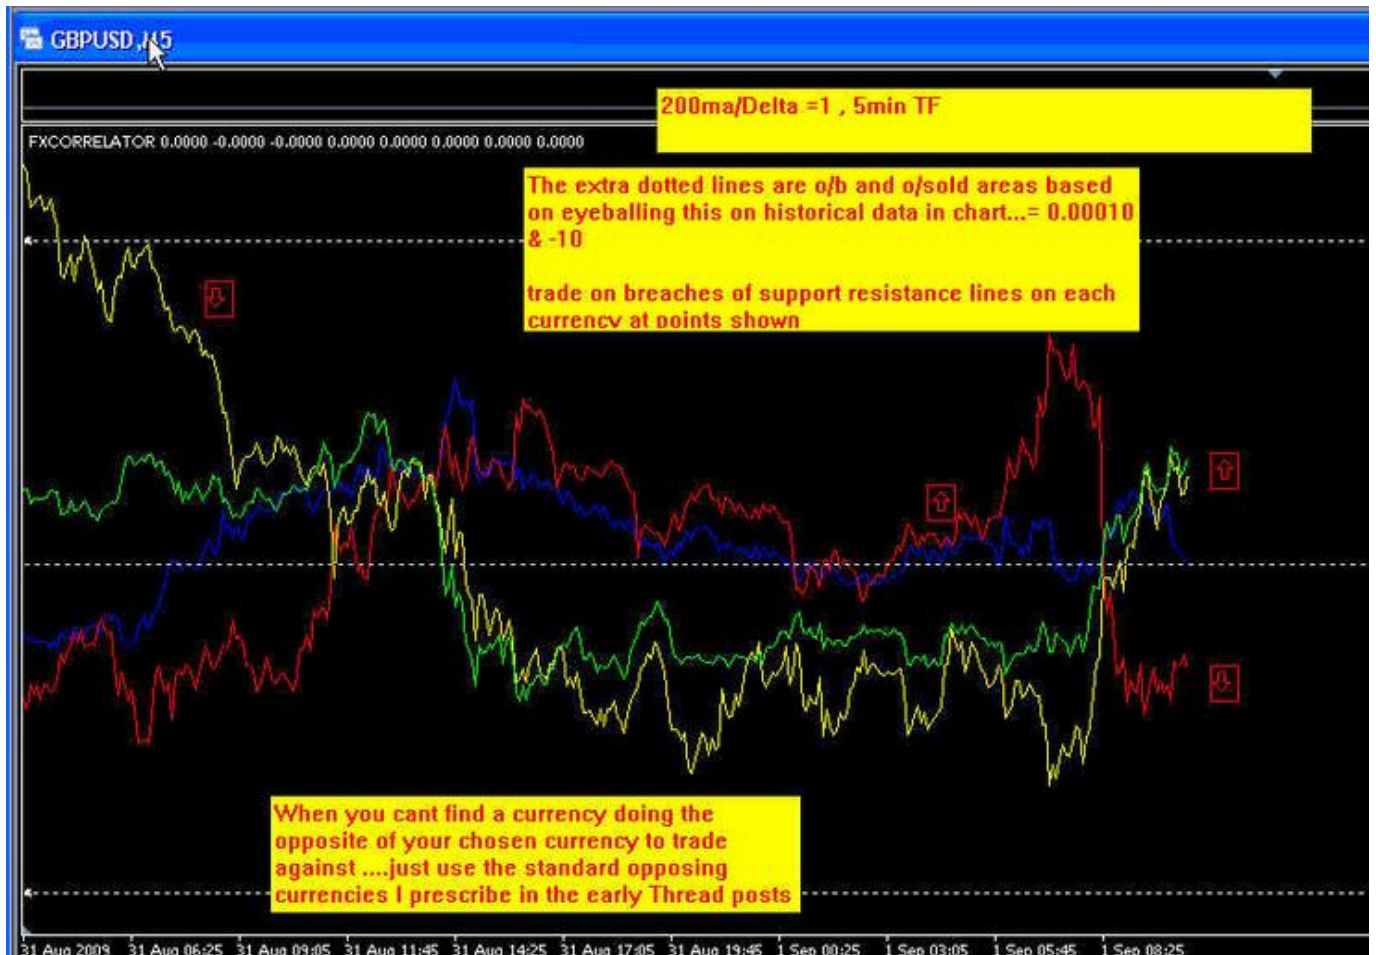 GBPUSD,M5
200ma/Delta =1 , 5min TF
FXCORRELATOR 0.0000 -0.0000 -0.0000 0.0000 0.0000 0.0000 0.0000 0.0000
The extra dotted lines are o/b and o/sold areas based
on eyeballing this on historical data in chart...= 0.00010
& -10
trade on breaches of support resistance lines on each
currency at points shown
When you cant find a currency doing the
opposite of your chosen currency to trade
against ....just use the standard opposing
currencies I prescribe in the early Thread posts
31 Aug 2009 31 Aug 06:25 31 Aug 09:05 31 Aug 11:45 31 Aug 14:25 31 Aug 17:05 31 Aug 19:45 1 Sep 00:25 1 Sep 03:05 1 Sep 05:45 1 Sep 08:25